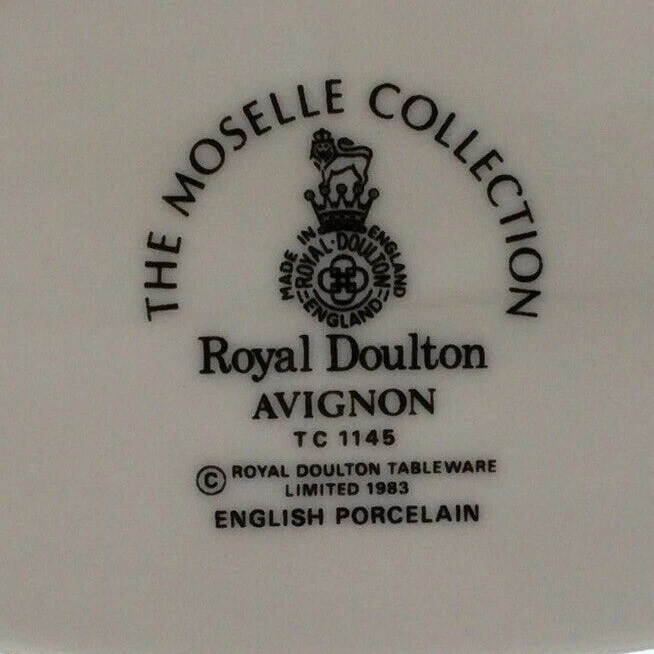 THE MOSELLE COLLECTION
MADE IN ENGLAND
ROYAL·DOULTON
ENGLAND
Royal Doulton
AVIGNON
TC 1145
© ROYAL DOULTON TABLEWARE
LIMITED 1983
ENGLISH PORCELAIN